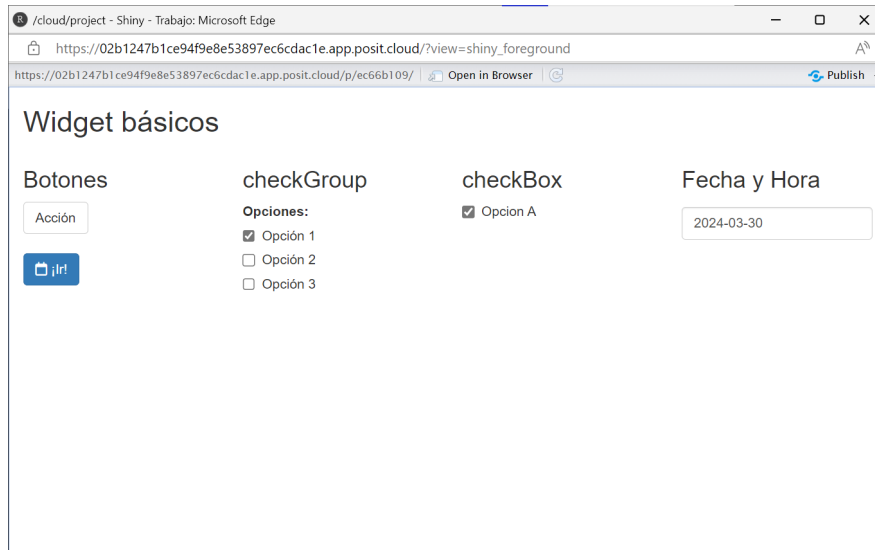 R /cloud/project - Shiny - Trabajo: Microsoft Edge
https://02b1247b1ce94f9e8e53897ec6cdac1e.app.posit.cloud/?view=shiny_foreground
https://02b1247b1ce94f9e8e53897ec6cdac1e.app.posit.cloud/p/ec66b109/ Open in Browser Publish
Widget básicos
Botones
Acción
¡Ir!
checkGroup
Opciones:
Opción 1
Opción 2
Opción 3
checkBox
Opcion A
Fecha y Hora
2024-03-30